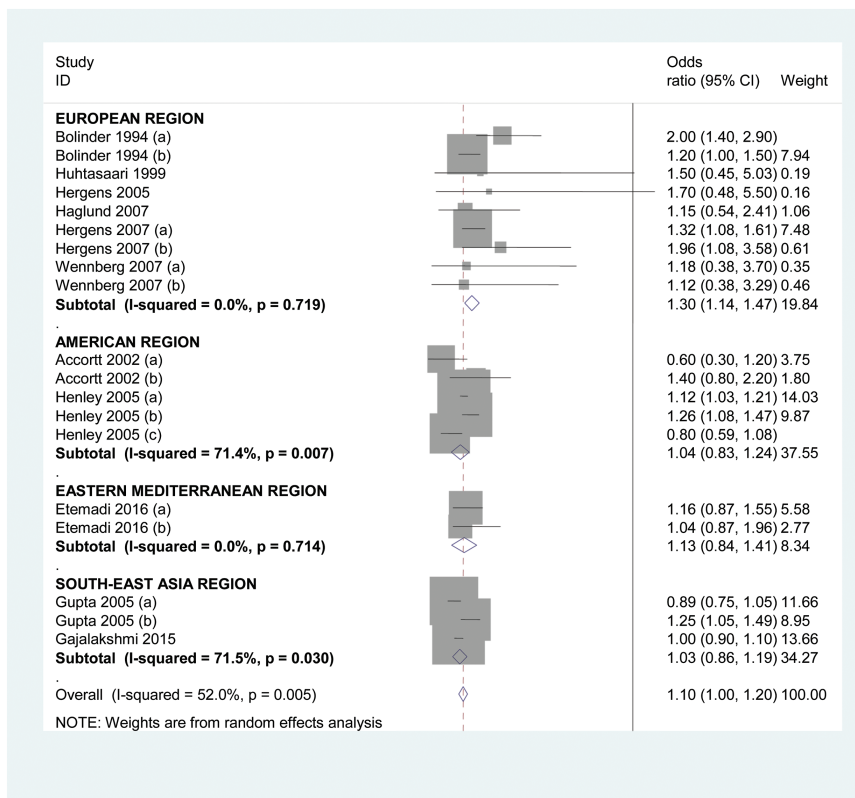 Study Odds
ID ratio (95% CI) Weight
EUROPEAN REGION
Bolinder 1994 (a) 2.00 (1.40, 2.90)
Bolinder 1994 (b) 1.20 (1.00, 1.50) 7.94
Huhtasaari 1999 1.50 (0.45, 5.03) 0.19
Hergens 2005 1.70 (0.48, 5.50) 0.16
Haglund 2007 1.15 (0.54, 2.41) 1.06
Hergens 2007 (a) 1.32 (1.08, 1.61) 7.48
Hergens 2007 (b) 1.96 (1.08, 3.58) 0.61
Wennberg 2007 (a) 1.18 (0.38, 3.70) 0.35
Wennberg 2007 (b) 1.12 (0.38, 3.29) 0.46
Subtotal (I-squared = 0.0%, p = 0.719) 1.30 (1.14, 1.47) 19.84
.
AMERICAN REGION
Accortt 2002 (a) 0.60 (0.30, 1.20) 3.75
Accortt 2002 (b) 1.40 (0.80, 2.20) 1.80
Henley 2005 (a) 1.12 (1.03, 1.21) 14.03
Henley 2005 (b) 1.26 (1.08, 1.47) 9.87
Henley 2005 (c) 0.80 (0.59, 1.08)
Subtotal (I-squared = 71.4%, p = 0.007) 1.04 (0.83, 1.24) 37.55
.
EASTERN MEDITERRANEAN REGION
Etemadi 2016 (a) 1.16 (0.87, 1.55) 5.58
Etemadi 2016 (b) 1.04 (0.87, 1.96) 2.77
Subtotal (I-squared = 0.0%, p = 0.714) 1.13 (0.84, 1.41) 8.34
.
SOUTH-EAST ASIA REGION
Gupta 2005 (a) 0.89 (0.75, 1.05) 11.66
Gupta 2005 (b) 1.25 (1.05, 1.49) 8.95
Gajalakshmi 2015 1.00 (0.90, 1.10) 13.66
Subtotal (I-squared = 71.5%, p = 0.030) 1.03 (0.86, 1.19) 34.27
.
Overall (I-squared = 52.0%, p = 0.005) 1.10 (1.00, 1.20) 100.00
NOTE: Weights are from random effects analysis